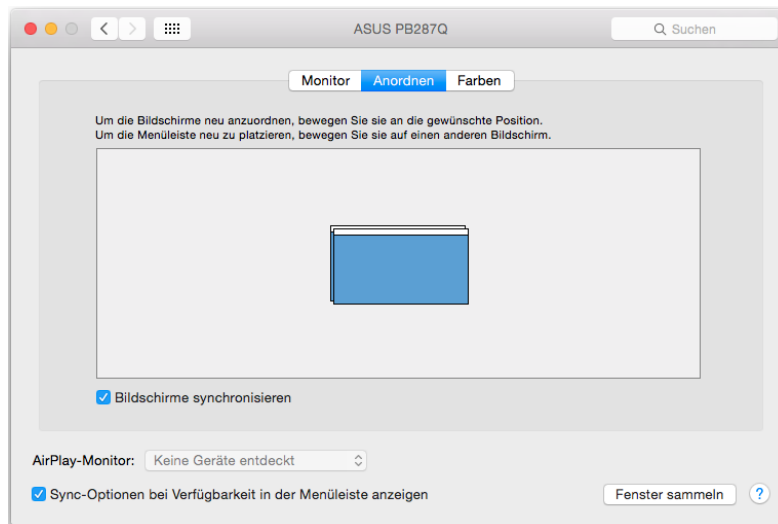 ASUS PB287Q
Suchen
Monitor Anordnen Farben
Um die Bildschirme neu anzuordnen, bewegen Sie sie an die gewünschte Position.
Um die Menüleiste neu zu platzieren, bewegen Sie sie auf einen anderen Bildschirm.
Bildschirme synchronisieren
AirPlay-Monitor: Keine Geräte entdeckt
Sync-Optionen bei Verfügbarkeit in der Menüleiste anzeigen
Fenster sammeln ?